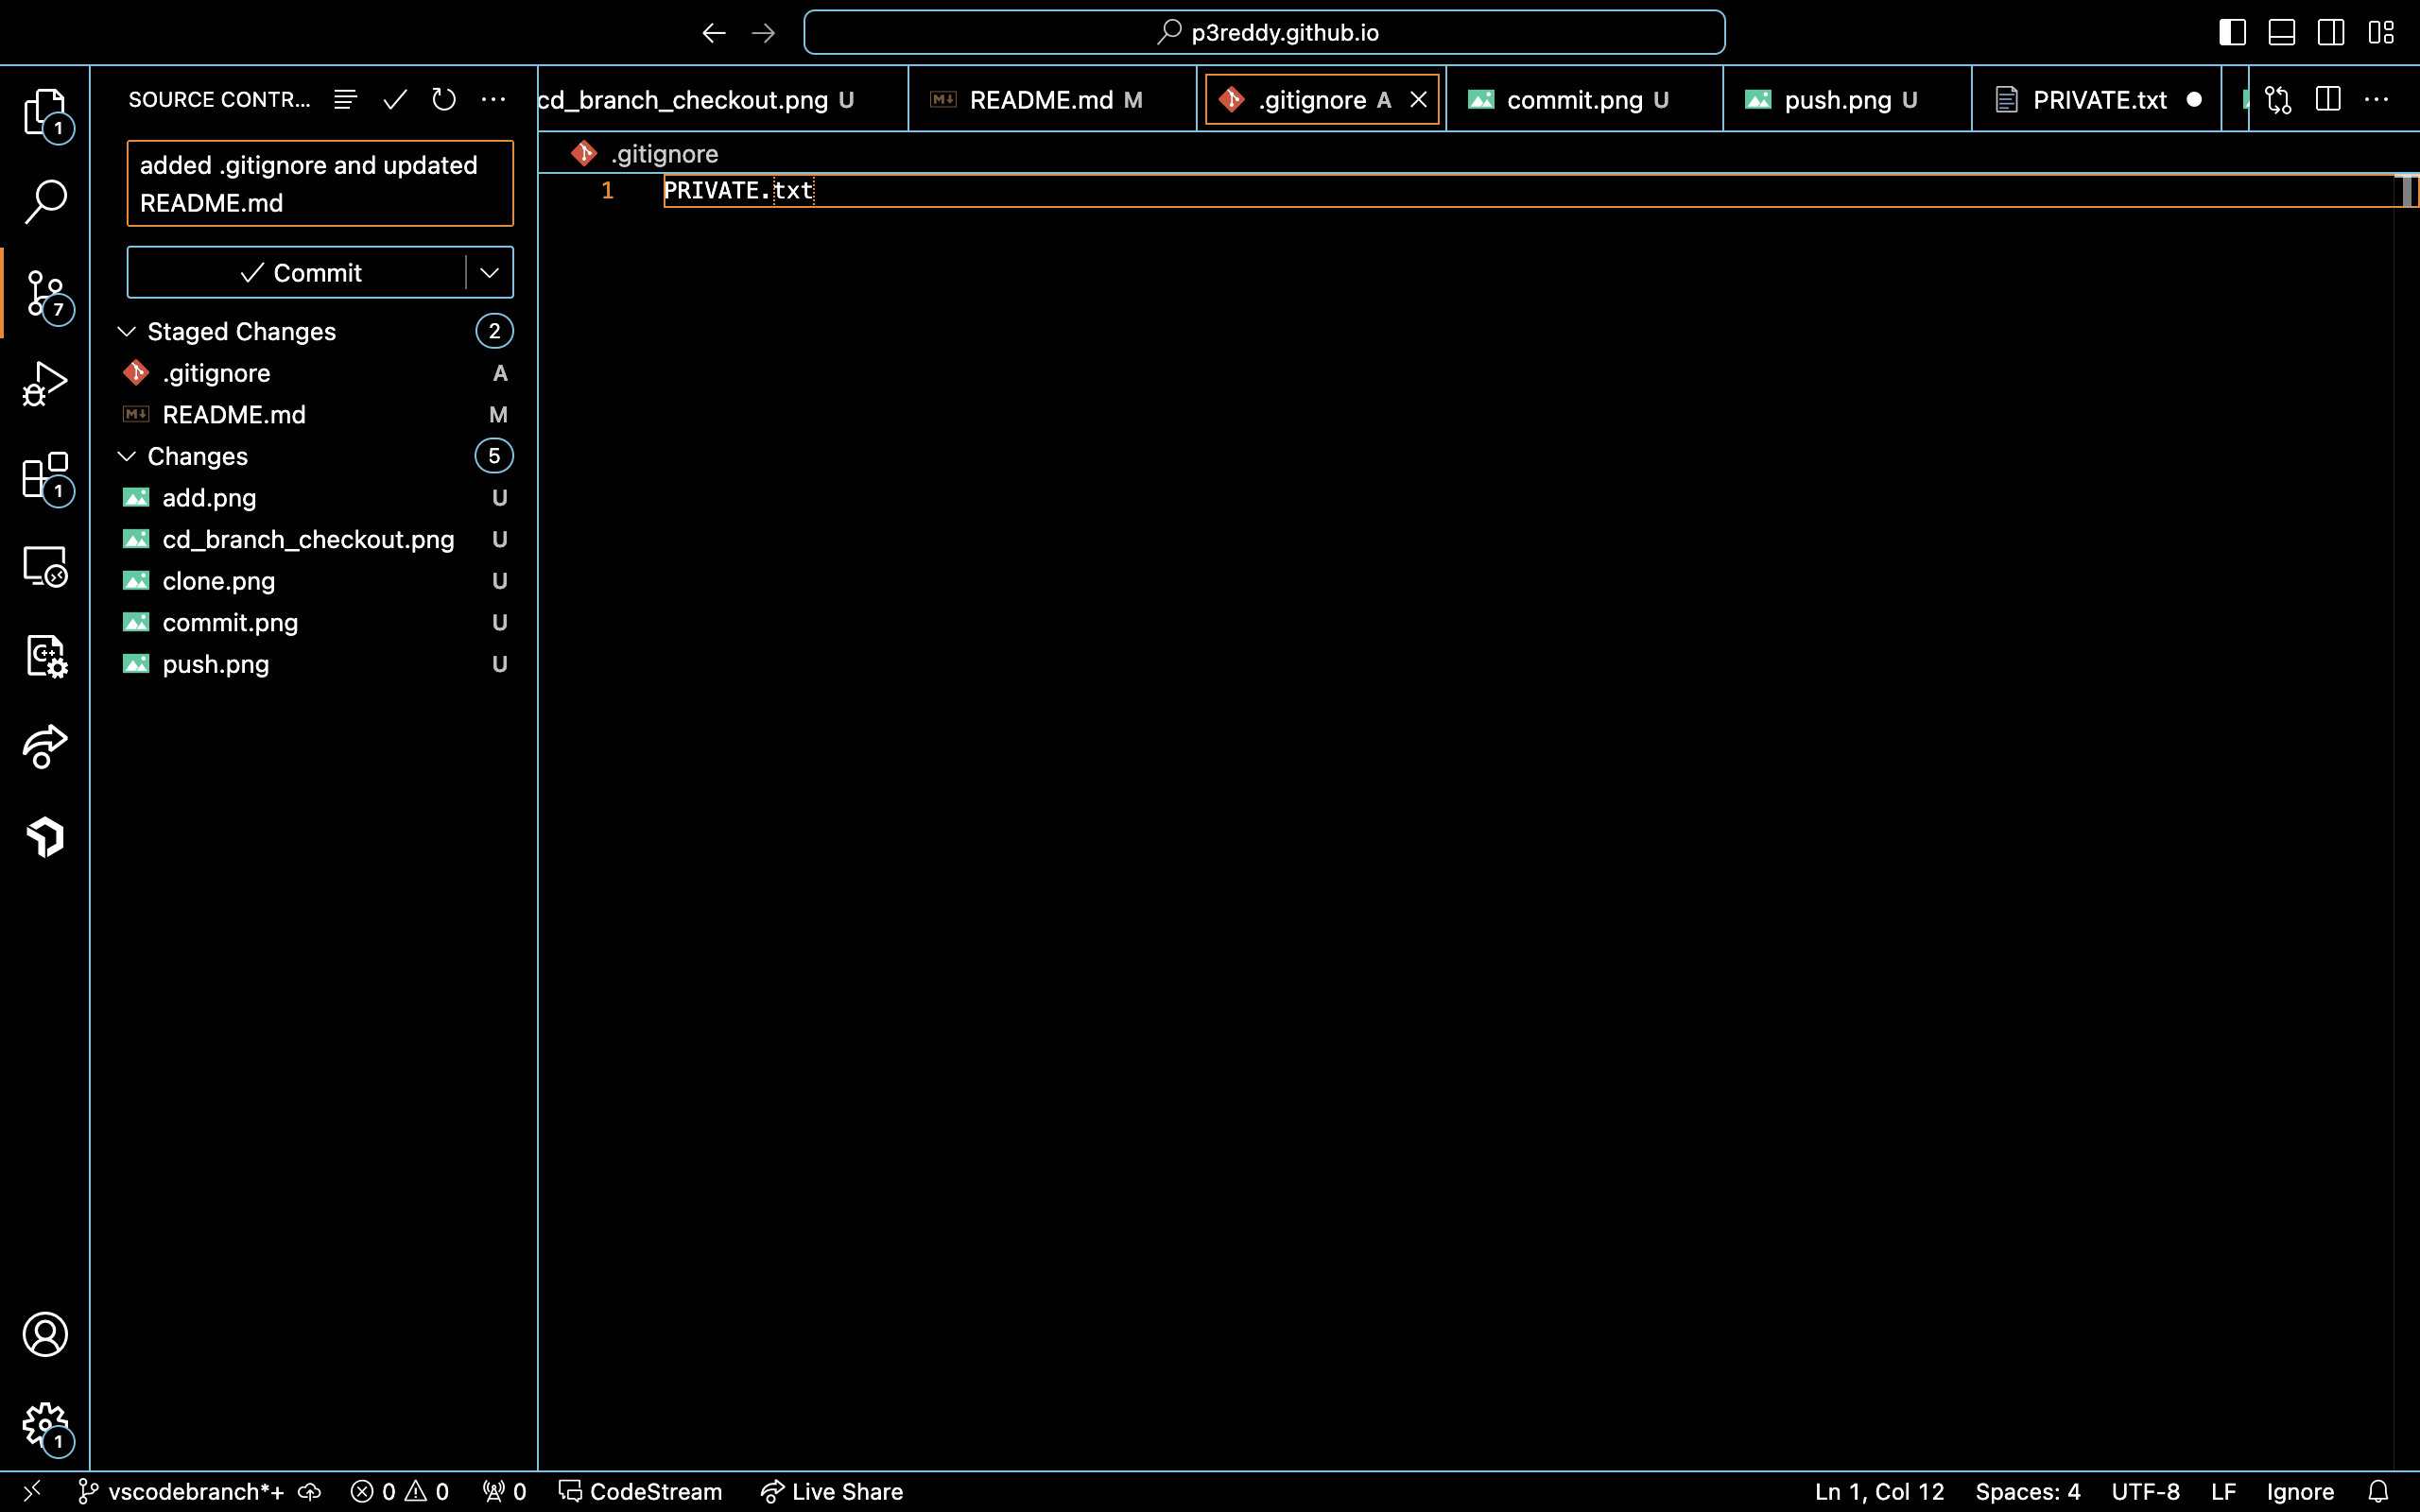 p3reddy.github.io
SOURCE CONTR...
cd_branch_checkout.png U
README.md M
.gitignore A
commit.png U
push.png U
PRIVATE.txt
.gitignore
1 PRIVATE.txt
added .gitignore and updated
README.md
Commit
Staged Changes 2
.gitignore A
README.md M
Changes 5
add.png U
cd_branch_checkout.png U
clone.png U
commit.png U
push.png U
1
7
1
C++
1
vscodebranch*+ 0 0 0 CodeStream Live Share Ln 1, Col 12 Spaces: 4 UTF-8 LF Ignore